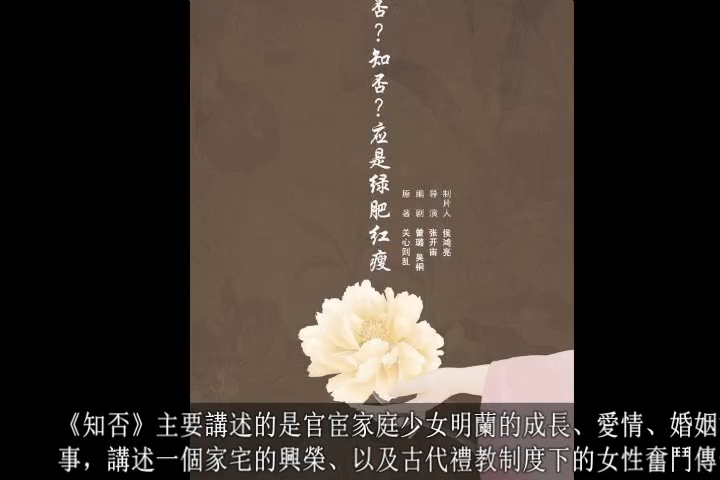 否？知否？应是绿肥红瘦
制片人 侯鸿亮
导演 张开宙
编剧 曾璐 吴桐
原著 关心则乱
《知否》主要講述的是官宦家庭少女明蘭的成長、愛情、婚姻
事，講述一個家宅的興榮、以及古代禮教制度下的女性奮鬥傳